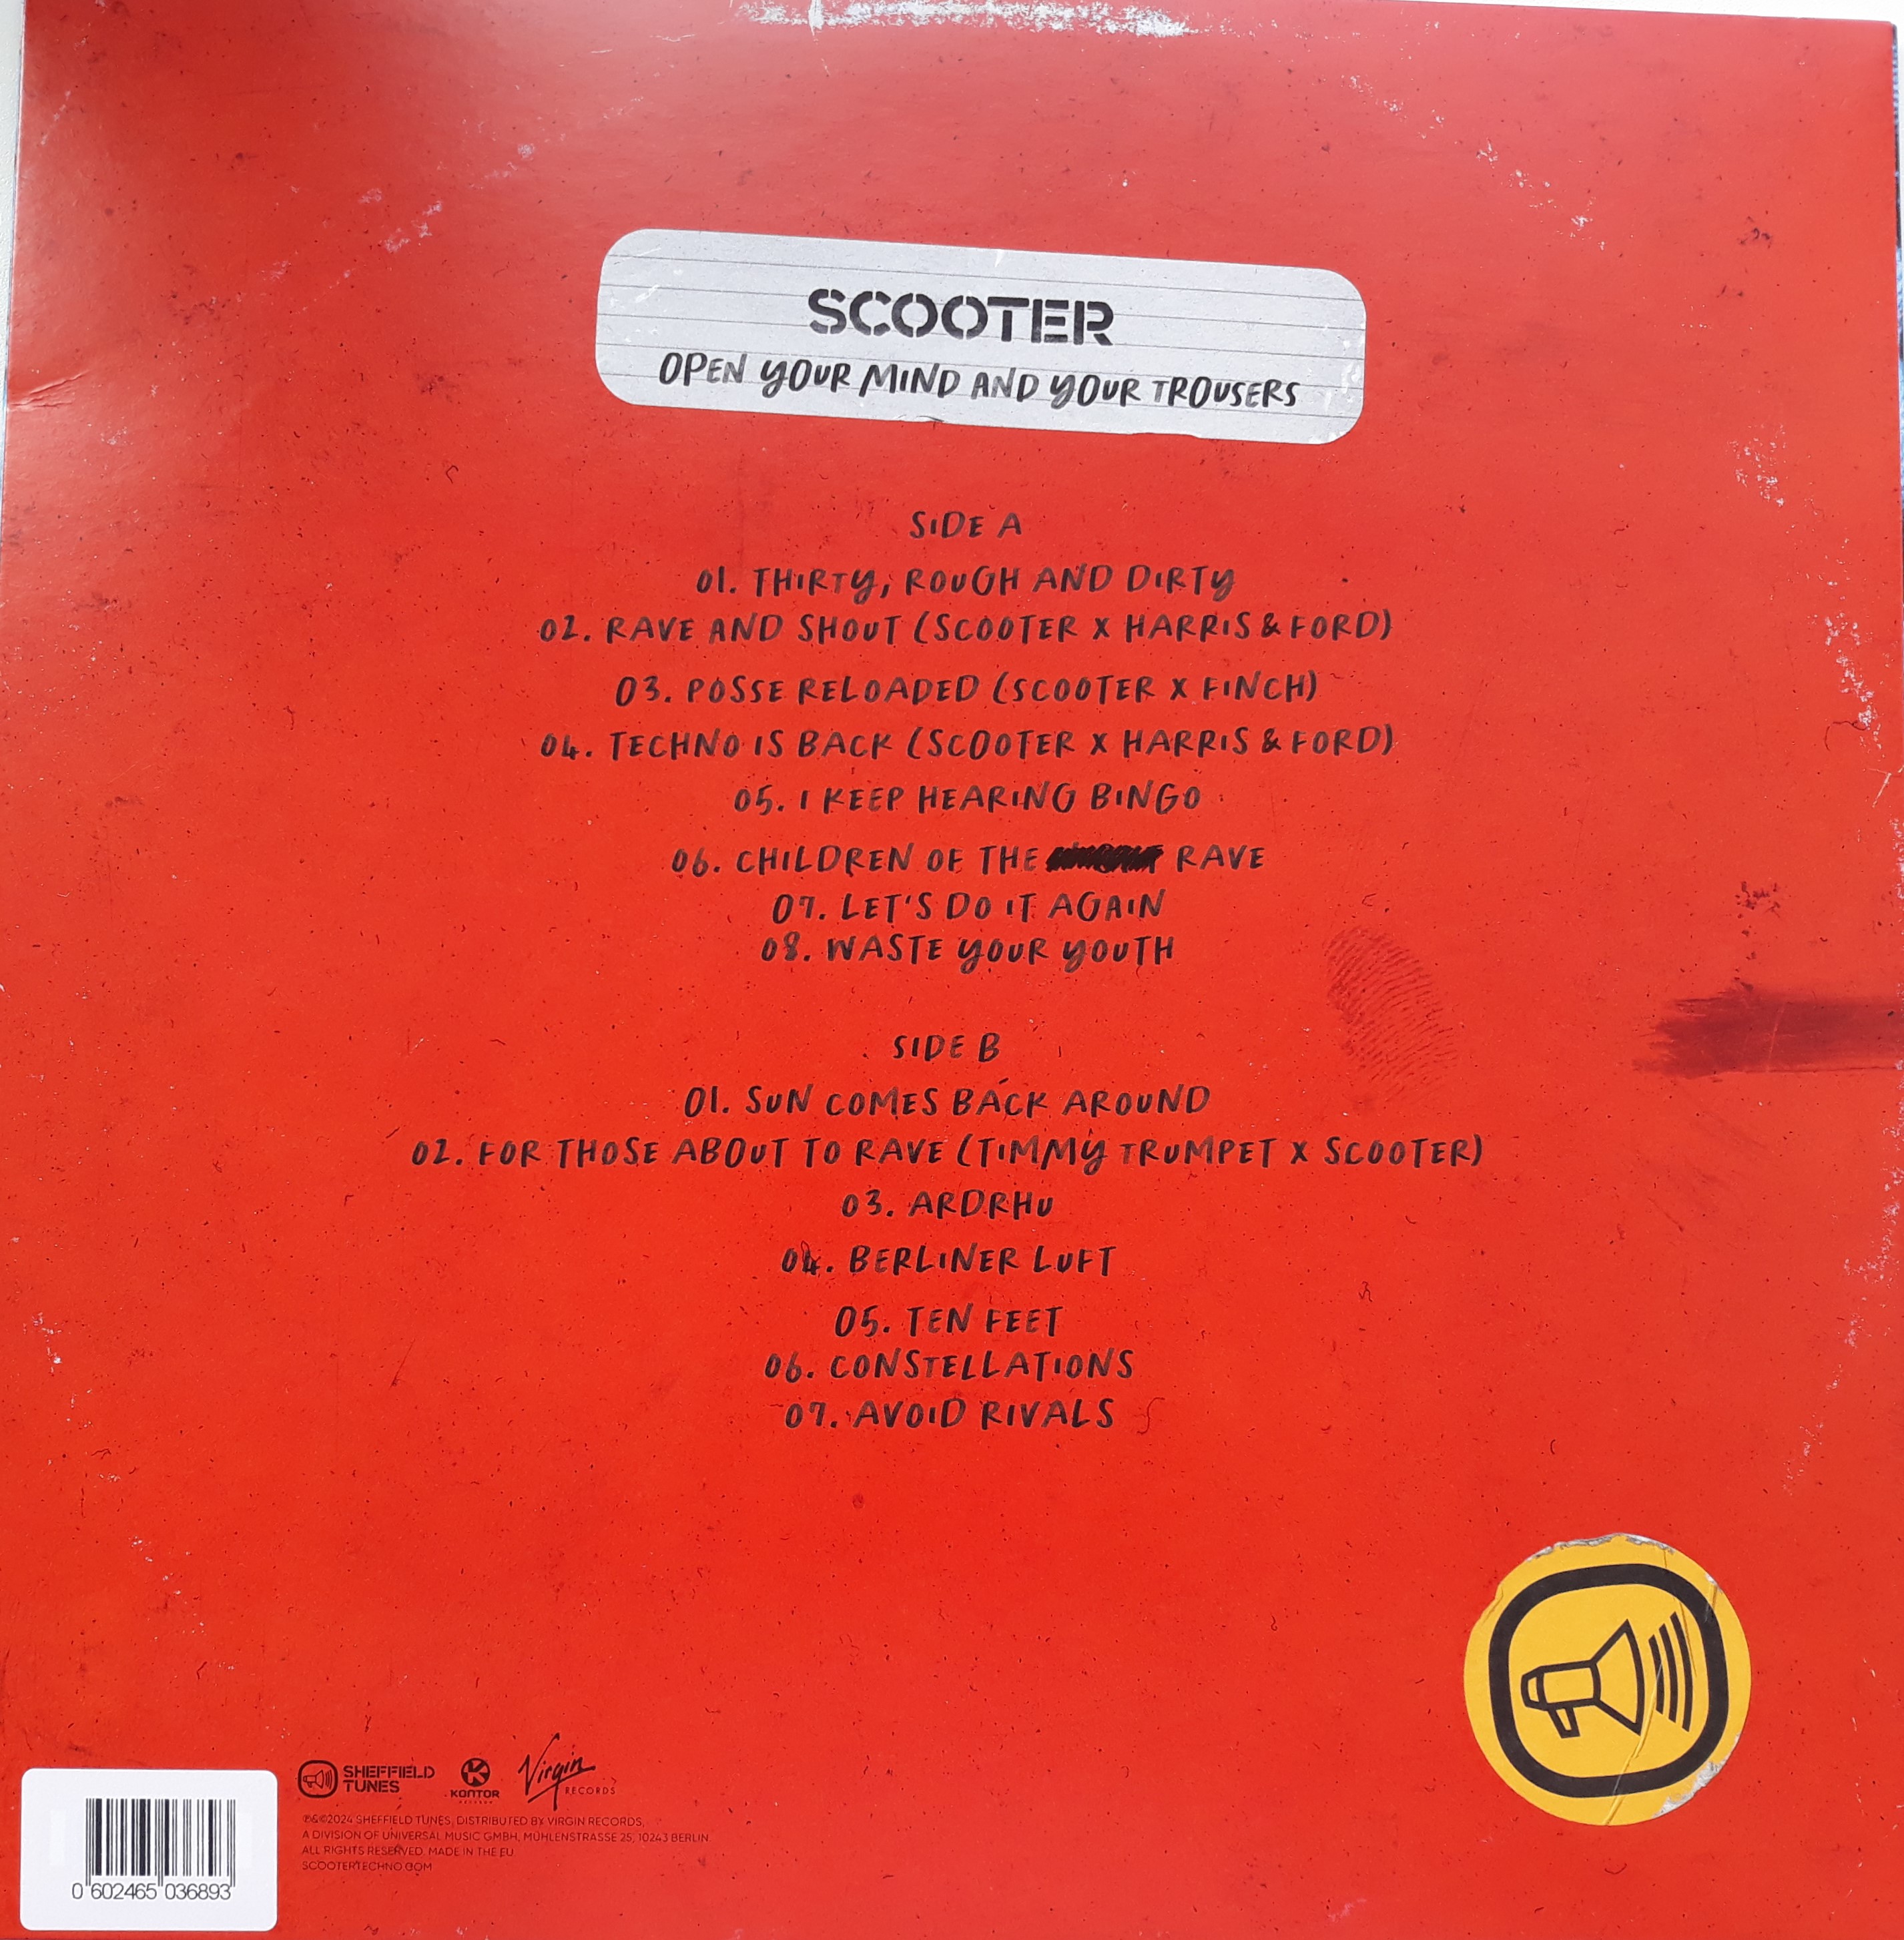 SCOOTER
OPEN YOUR MIND AND YOUR TROUSERS
SIDE A
01. THIRTY, ROUGH AND DIRTY
02. RAVE AND SHOUT (SCOOTER X HARRIS & FORD)
03. POSSE RELOADED (SCOOTER X FINCH)
04. TECHNO IS BACK (SCOOTER X HARRIS & FORD)
05. I KEEP HEARING BINGO
06. CHILDREN OF THE RAVE
07. LET'S DO IT AGAIN
08. WASTE YOUR YOUTH
SIDE B
01. SUN COMES BACK AROUND
02. FOR THOSE ABOUT TO RAVE (TIMMY TRUMPET X SCOOTER)
03. ARDRHU
04. BERLINER LUFT
05. TEN FEET
06. CONSTELLATIONS
07. AVOID RIVALS
SHEFFIELD
TUNES
KONTOR
RECORDS
Virgin
RECORDS
℗&©2024 SHEFFIELD TUNES, DISTRIBUTED BY VIRGIN RECORDS,
A DIVISION OF UNIVERSAL MUSIC GMBH, MÜHLENSTRASSE 25, 10243 BERLIN.
ALL RIGHTS RESERVED. MADE IN THE EU
SCOOTERTECHNO.COM
0 602465 036893